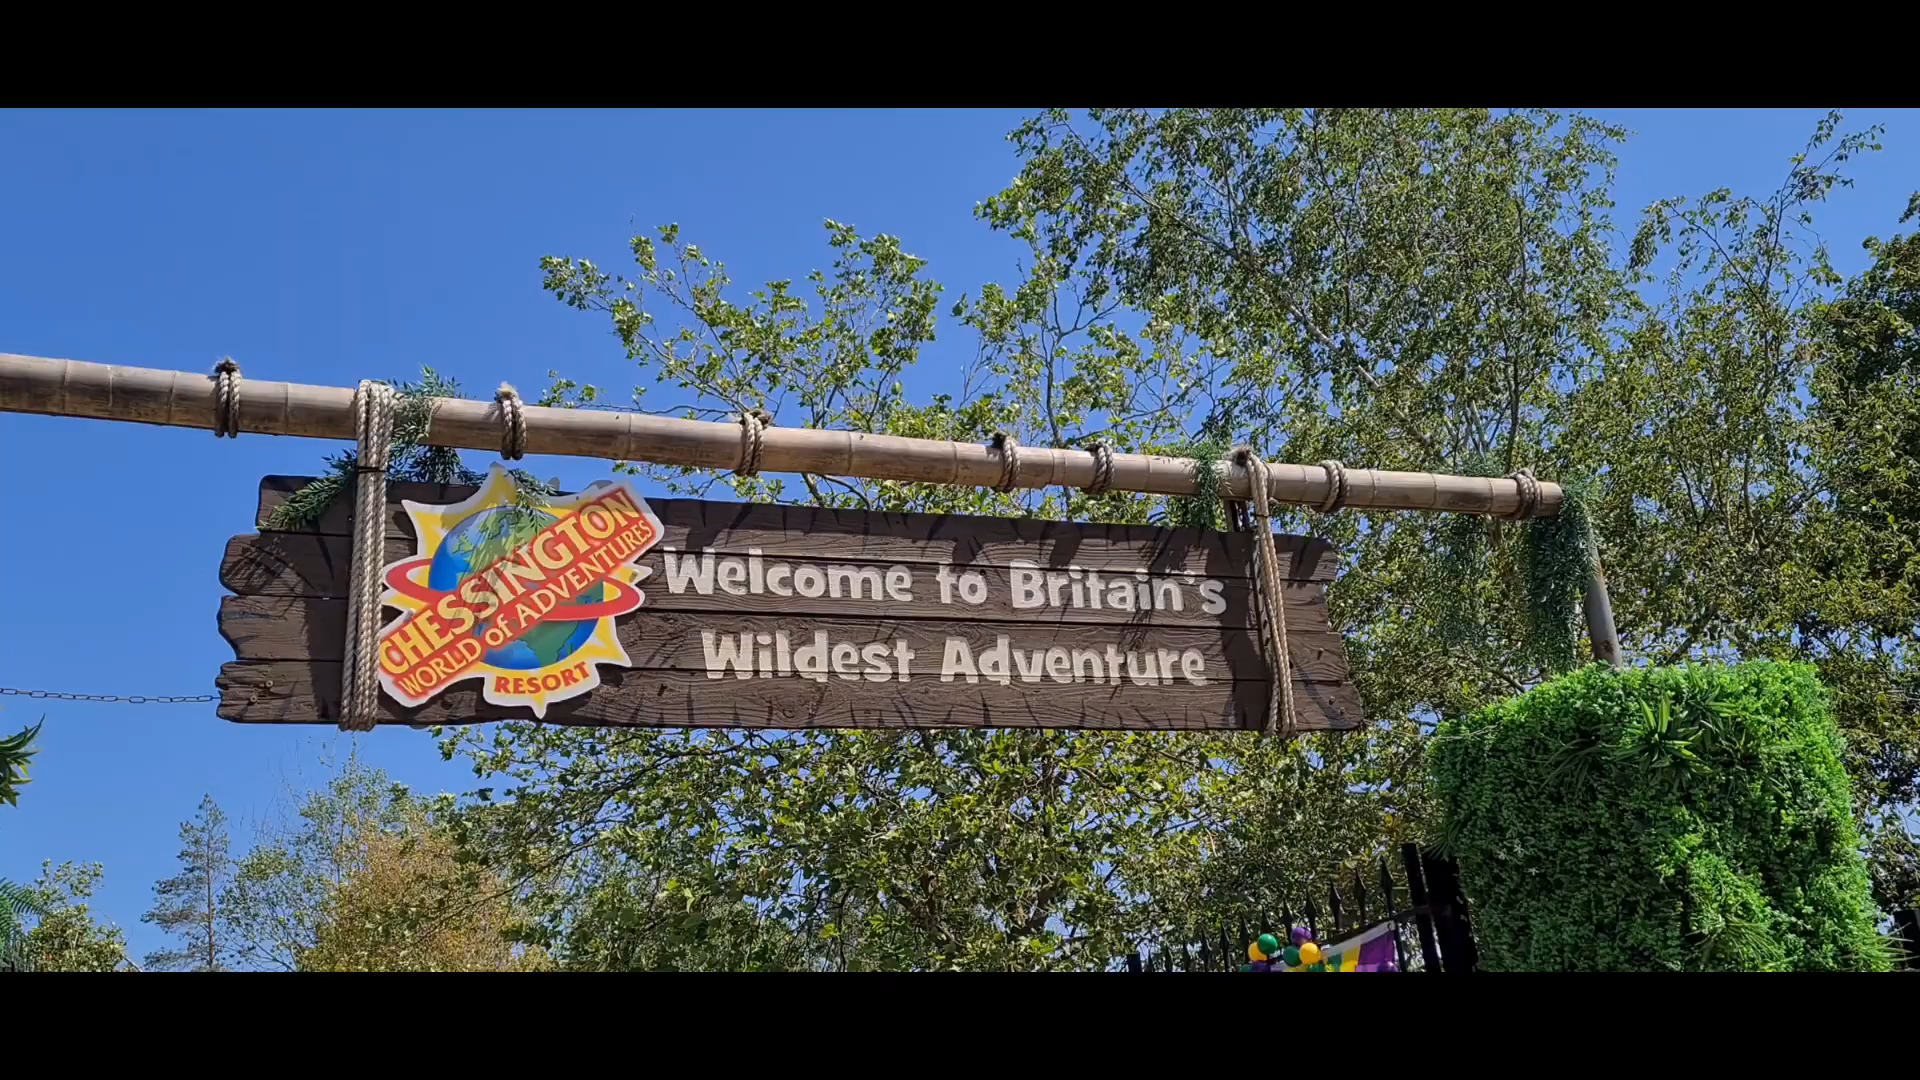 CHESSINGTON
WORLD of ADVENTURES
RESORT
Welcome to Britain's
Wildest Adventure